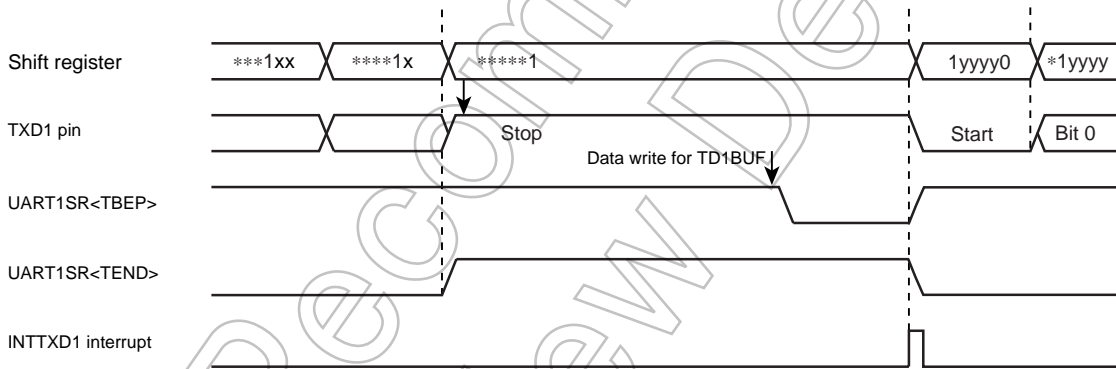 Shift register ***1xx ****1x *****1 1yyyy0 *1yyyy
TXD1 pin Stop Start Bit 0
Data write for TD1BUF
UART1SR<TBEP>
UART1SR<TEND>
INTTXD1 interrupt